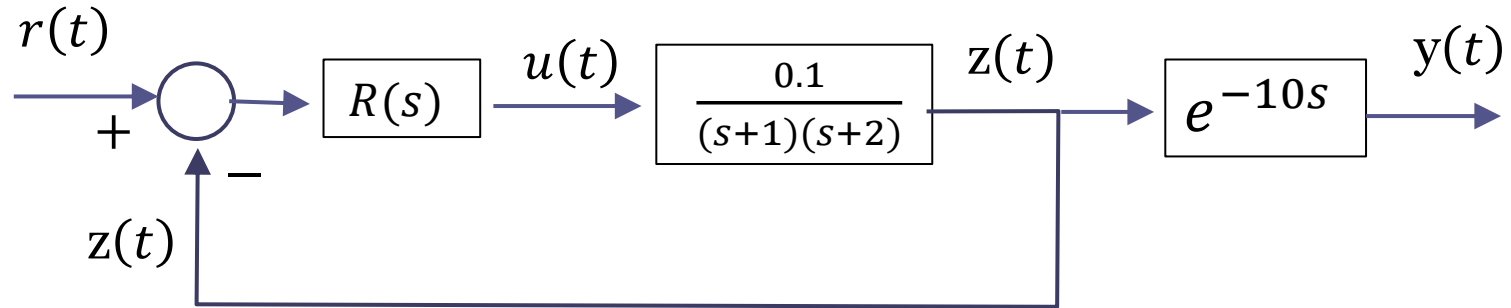 r(t)
+
−
R(s)
u(t)
0.1
(s+1)(s+2)
z(t)
e^{-10s}
y(t)
z(t)